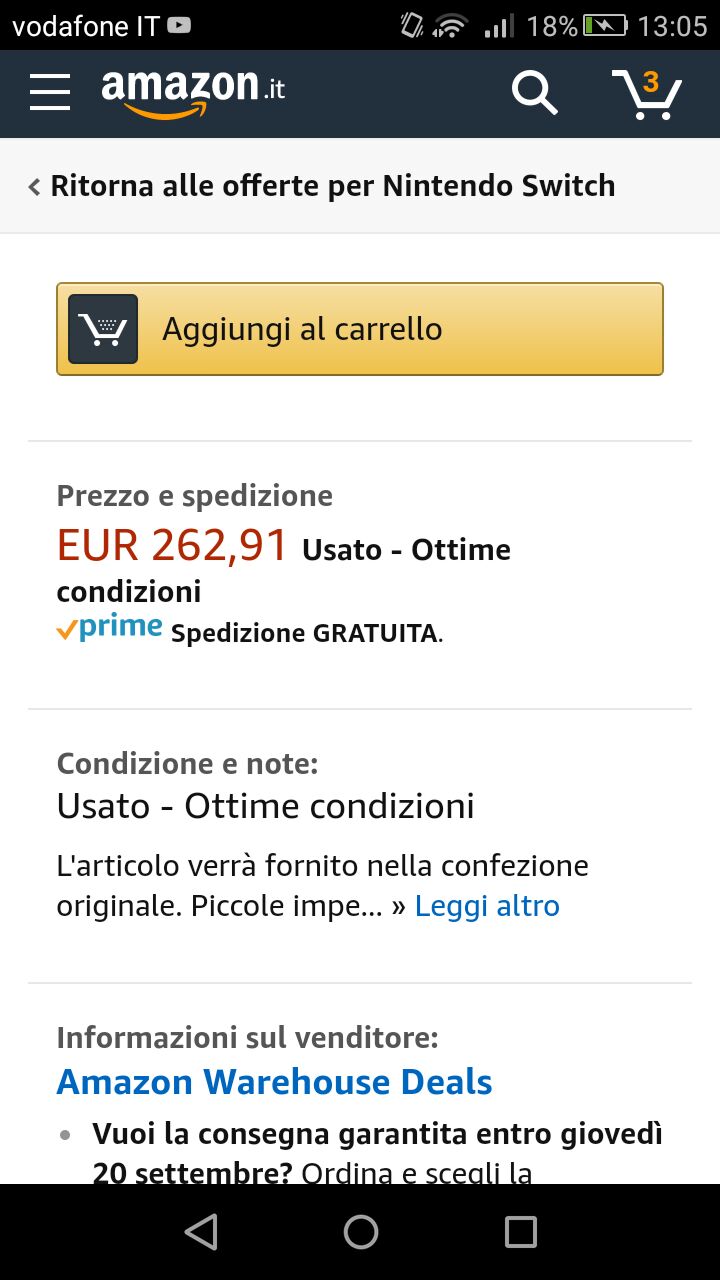 vodafone IT 18% 13:05
amazon.it 3
Ritorna alle offerte per Nintendo Switch
Aggiungi al carrello
Prezzo e spedizione
EUR 262,91 Usato - Ottime
condizioni
prime Spedizione GRATUITA.
Condizione e note:
Usato - Ottime condizioni
L'articolo verrà fornito nella confezione
originale. Piccole impe... » Leggi altro
Informazioni sul venditore:
Amazon Warehouse Deals
• Vuoi la consegna garantita entro giovedì
20 settembre? Ordina e scegli la